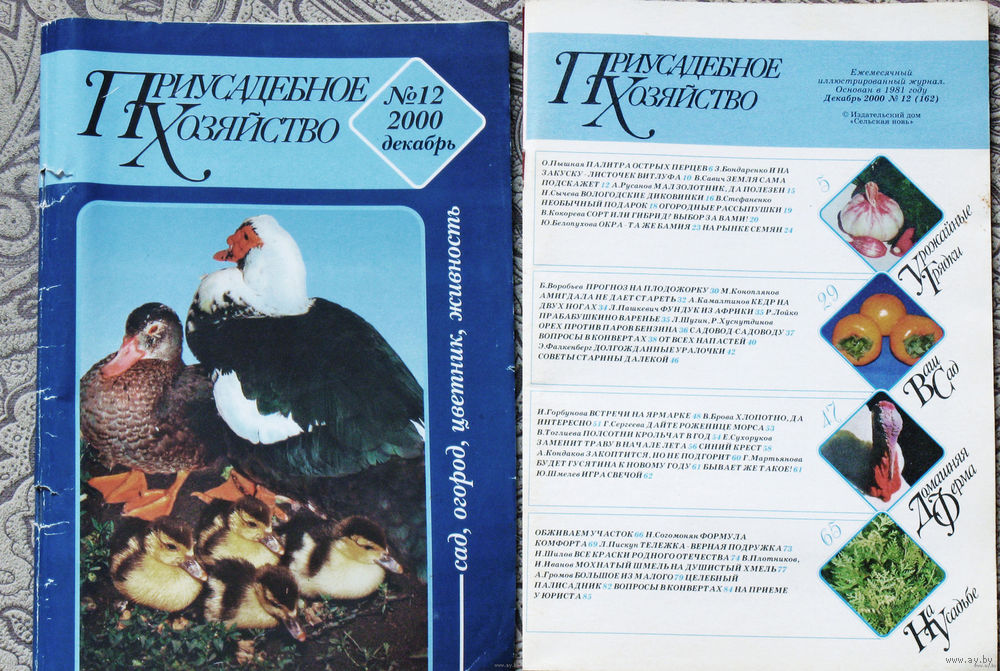 ПРИУСАДЕБНОЕ
ХОЗЯЙСТВО
№12
2000
декабрь
сад, огород, цветник, живность
ПРИУСАДЕБНОЕ
ХОЗЯЙСТВО
Ежемесячный
иллюстрированный журнал.
Основан в 1981 году
Декабрь 2000 № 12 (162)
© Издательский дом
«Сельская новь»
О.Пышная ПАЛИТРА ОСТРЫХ ПЕРЦЕВ 6 З.Бондаренко И НА
ЗАКУСКУ - ЛИСТОЧЕК ВИТЛУФА 10 В.Савич ЗЕМЛЯ САМА
ПОДСКАЖЕТ 12 А.Русанов МАЛ ЗОЛОТНИК, ДА ПОЛЕЗЕН 15
Н.Сычева ВОЛОГОДСКИЕ ДИКОВИНКИ 16 В.Стефаненко
НЕОБЫЧНЫЙ ПОДАРОК 18 ОГОРОДНЫЕ РАССЫПУШКИ 19
В.Кокорева СОРТ ИЛИ ГИБРИД? ВЫБОР ЗА ВАМИ! 20
Ю.Белопухова ОКРА - ТА ЖЕ БАМИЯ 23 НА РЫНКЕ СЕМЯН 24
5
Урожайные
Грядки
Б.Воробьев ПРОГНОЗ НА ПЛОДОЖОРКУ 30 М.Коноплянов
АМИГДАЛА НЕ ДАЕТ СТАРЕТЬ 32 А.Камалтинов КЕДР НА
ДВУХ НОГАХ 34 Л.Пашкевич ФУНДУК ИЗ АФРИКИ 35 Р.Лойко
ПРАБАБУШКИНО ВАРЕНЬЕ 35 Л.Шугин, Р.Хуснутдинов
ОРЕХ ПРОТИВ ПАРОВ БЕНЗИНА 36 САДОВОД-САДОВОДУ 37
ВОПРОСЫ В КОНВЕРТАХ 38 ОТ ВСЕХ НАПАСТЕЙ 40
Э.Фалкенберг ДОЛГОЖДАННЫЕ УРАЛОЧКИ 42
СОВЕТЫ СТАРИНЫ ДАЛЕКОЙ 46
29
Ваш
Сад
И.Горбунова ВСТРЕЧИ НА ЯРМАРКЕ 48 В.Брова ХЛОПОТНО, ДА
ИНТЕРЕСНО 51 Г.Сергеева ДАЙТЕ РОЖЕНИЦЕ МОРСА 53
В.Тоглиева ПОЛСОТНИ КРОЛЬЧАТ В ГОД 54 Е.Сухоруков
ЗАМЕНИТ ТРАВУ В НАЧАЛЕ ЛЕТА 56 СИНИЙ КРЕСТ 58
А.Кондаков ЗАКОПТИТСЯ, НО НЕ ПОДГОРИТ 60 Г.Мартьянова
БУДЕТ ГУСЯТИНА К НОВОМУ ГОДУ 61 БЫВАЕТ ЖЕ ТАКОЕ! 61
Ю.Шмелев ИГРА СВЕЧОЙ 62
47
Домашняя
Ферма
ОБЖИВАЕМ УЧАСТОК 66 Н.Согомонян ФОРМУЛА
КОМФОРТА 69 Л.Пискун ТЕЛЕЖКА - ВЕРНАЯ ПОДРУЖКА 73
Н.Шилов ВСЕ КРАСКИ РОДНОГО ОТЕЧЕСТВА 74 В.Плотников,
И.Иванов МОХНАТЫЙ ШМЕЛЬ НА ДУШИСТЫЙ ХМЕЛЬ 77
А.Громов БОЛЬШОЕ ИЗ МАЛОГО 79 ЦЕЛЕБНЫЙ
ПАЛИСАДНИК 82 ВОПРОСЫ В КОНВЕРТАХ 84 НА ПРИЕМЕ
У ЮРИСТА 85
65
На
Усадьбе
www.ay.by